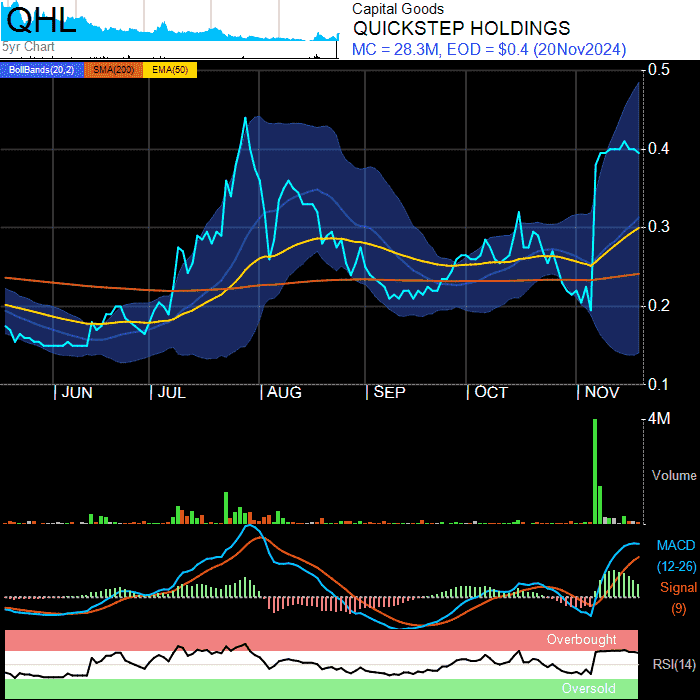 QHL
5yr Chart
Capital Goods
QUICKSTEP HOLDINGS
MC = 28.3M, EOD = $0.4 (20Nov2024)
BollBands(20,2) SMA(200) EMA(50)
0.5
0.4
0.3
0.2
0.1
JUN JUL AUG SEP OCT NOV
4M
Volume
MACD
(12-26)
Signal
(9)
Overbought
RSI(14)
Oversold